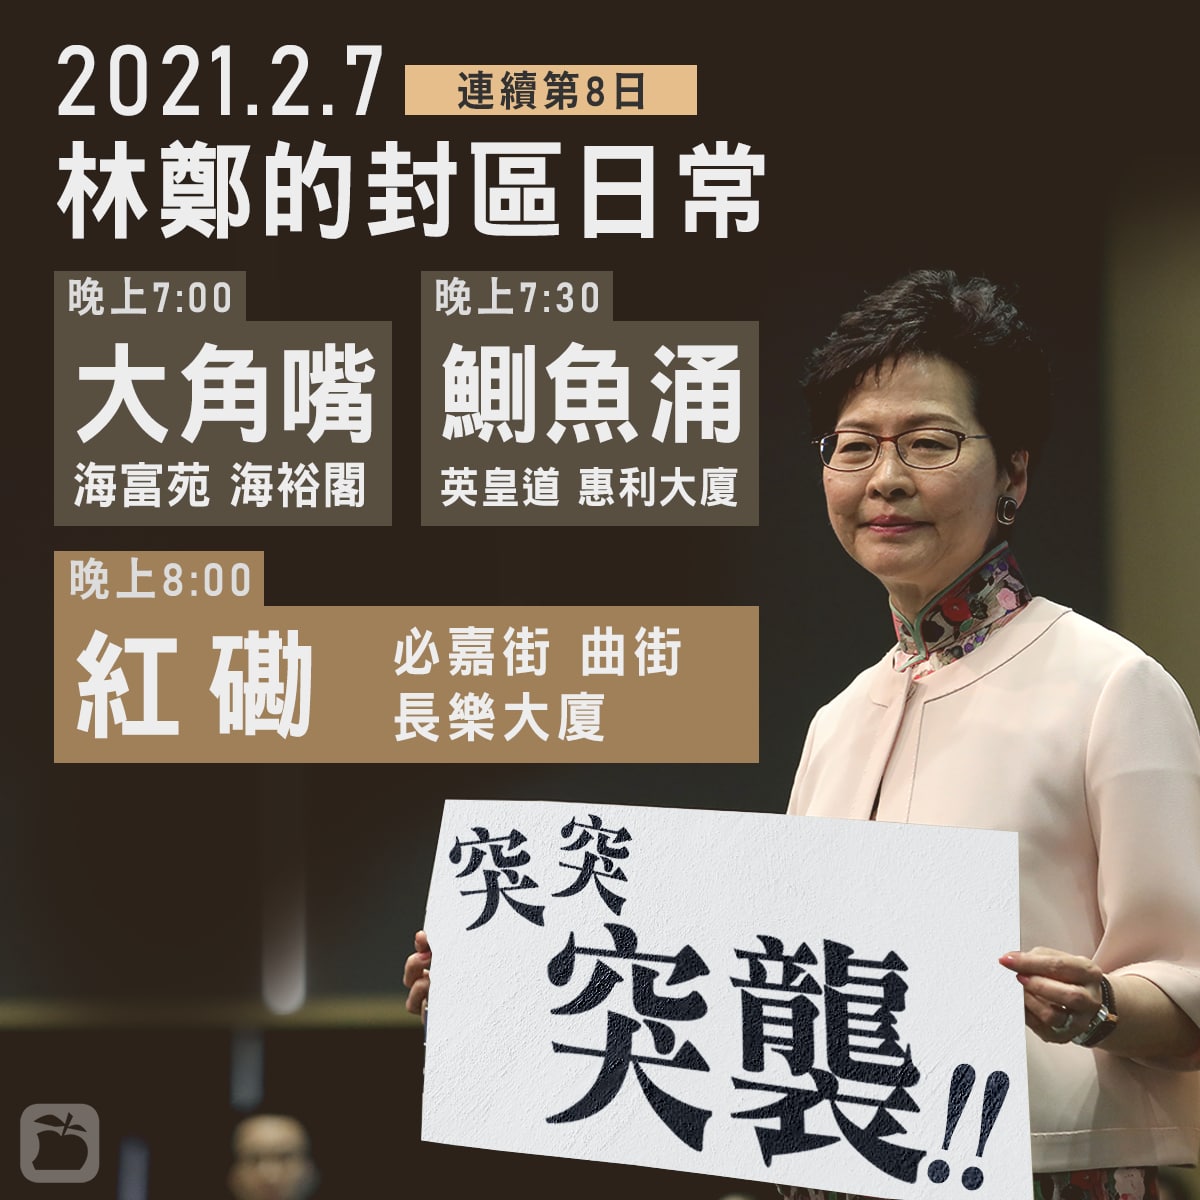 2021.2.7
連續第8日
林鄭的封區日常
晚上7:00
大角嘴
海富苑 海裕閣
晚上7:30
鰂魚涌
英皇道 惠利大廈
晚上8:00
紅磡
必嘉街 曲街
長樂大廈
突突
突襲!!